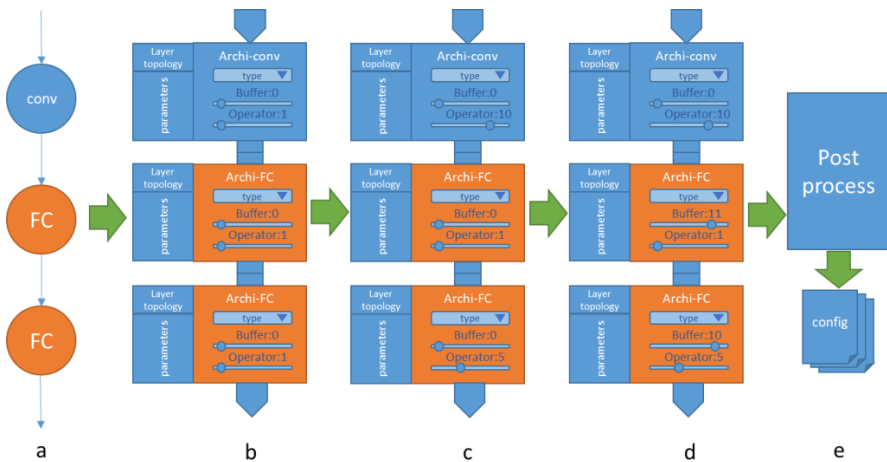 conv
FC
FC
a
Layer
topology
parameters
Archi-conv
type
Buffer:0
Operator:1
Layer
topology
parameters
Archi-FC
type
Buffer:0
Operator:1
Layer
topology
parameters
Archi-FC
type
Buffer:0
Operator:1
b
Layer
topology
parameters
Archi-conv
type
Buffer:0
Operator:10
Layer
topology
parameters
Archi-FC
type
Buffer:0
Operator:1
Layer
topology
parameters
Archi-FC
type
Buffer:0
Operator:5
c
Layer
topology
parameters
Archi-conv
type
Buffer:0
Operator:10
Layer
topology
parameters
Archi-FC
type
Buffer:11
Operator:1
Layer
topology
parameters
Archi-FC
type
Buffer:10
Operator:5
d
Post
process
config
e